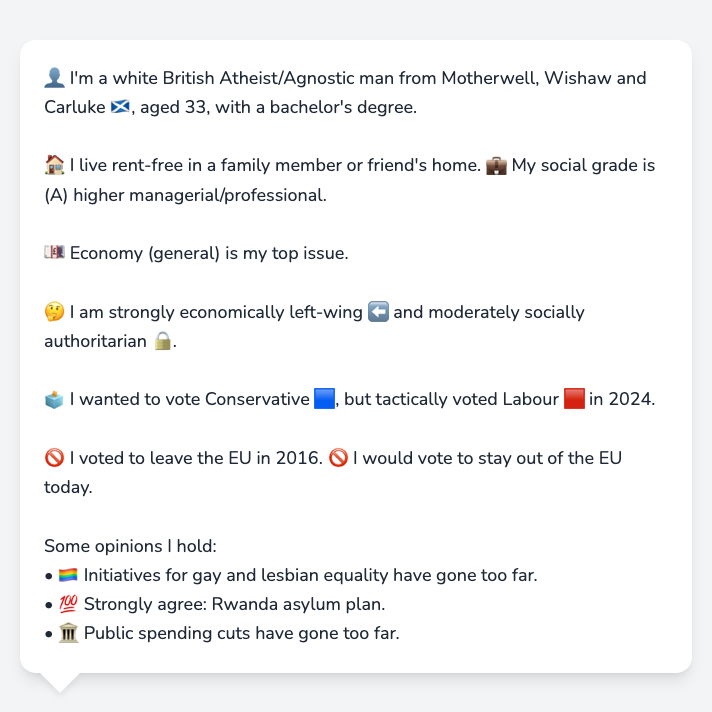 👤 I'm a white British Atheist/Agnostic man from Motherwell, Wishaw and
Carluke 🏴󠁧󠁢󠁳󠁣󠁴󠁿, aged 33, with a bachelor's degree.
🏠 I live rent-free in a family member or friend's home. 💼 My social grade is
(A) higher managerial/professional.
💷 Economy (general) is my top issue.
🤔 I am strongly economically left-wing ⬅️ and moderately socially
authoritarian 🔒.
🗳️ I wanted to vote Conservative 🟦, but tactically voted Labour 🟥 in 2024.
🚫 I voted to leave the EU in 2016. 🚫 I would vote to stay out of the EU
today.
Some opinions I hold:
• 🏳️‍🌈 Initiatives for gay and lesbian equality have gone too far.
• 💯 Strongly agree: Rwanda asylum plan.
• 🏛️ Public spending cuts have gone too far.